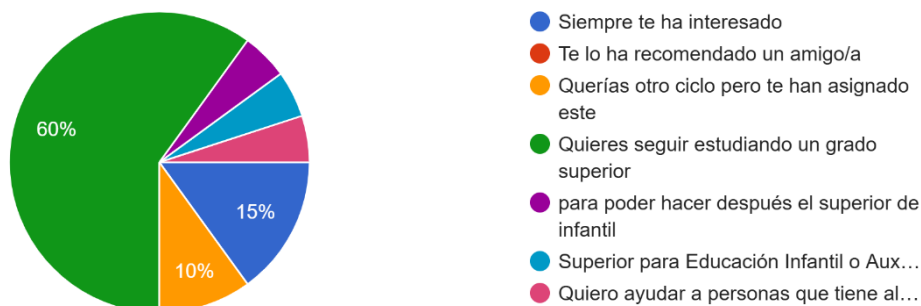 60%
15%
10%
Siempre te ha interesado
Te lo ha recomendado un amigo/a
Querías otro ciclo pero te han asignado
este
Quieres seguir estudiando un grado
superior
para poder hacer después el superior de
infantil
Superior para Educación Infantil o Aux…
Quiero ayudar a personas que tiene al…